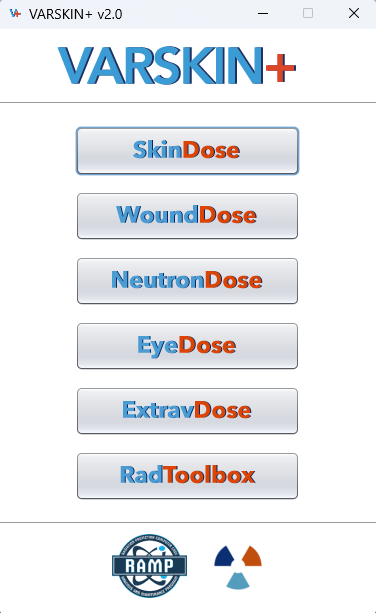 VARSKIN+ v2.0
VARSKIN+
SkinDose
WoundDose
NeutronDose
EyeDose
ExtravDose
RadToolbox
RAMP